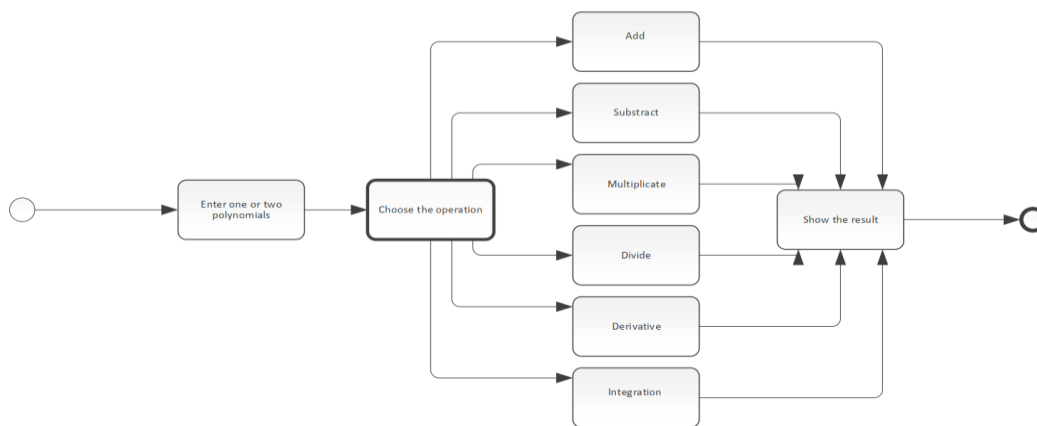 Add
Substract
Multiplicate
Enter one or two
polynomials
Choose the operation
Show the result
Divide
Derivative
Integration